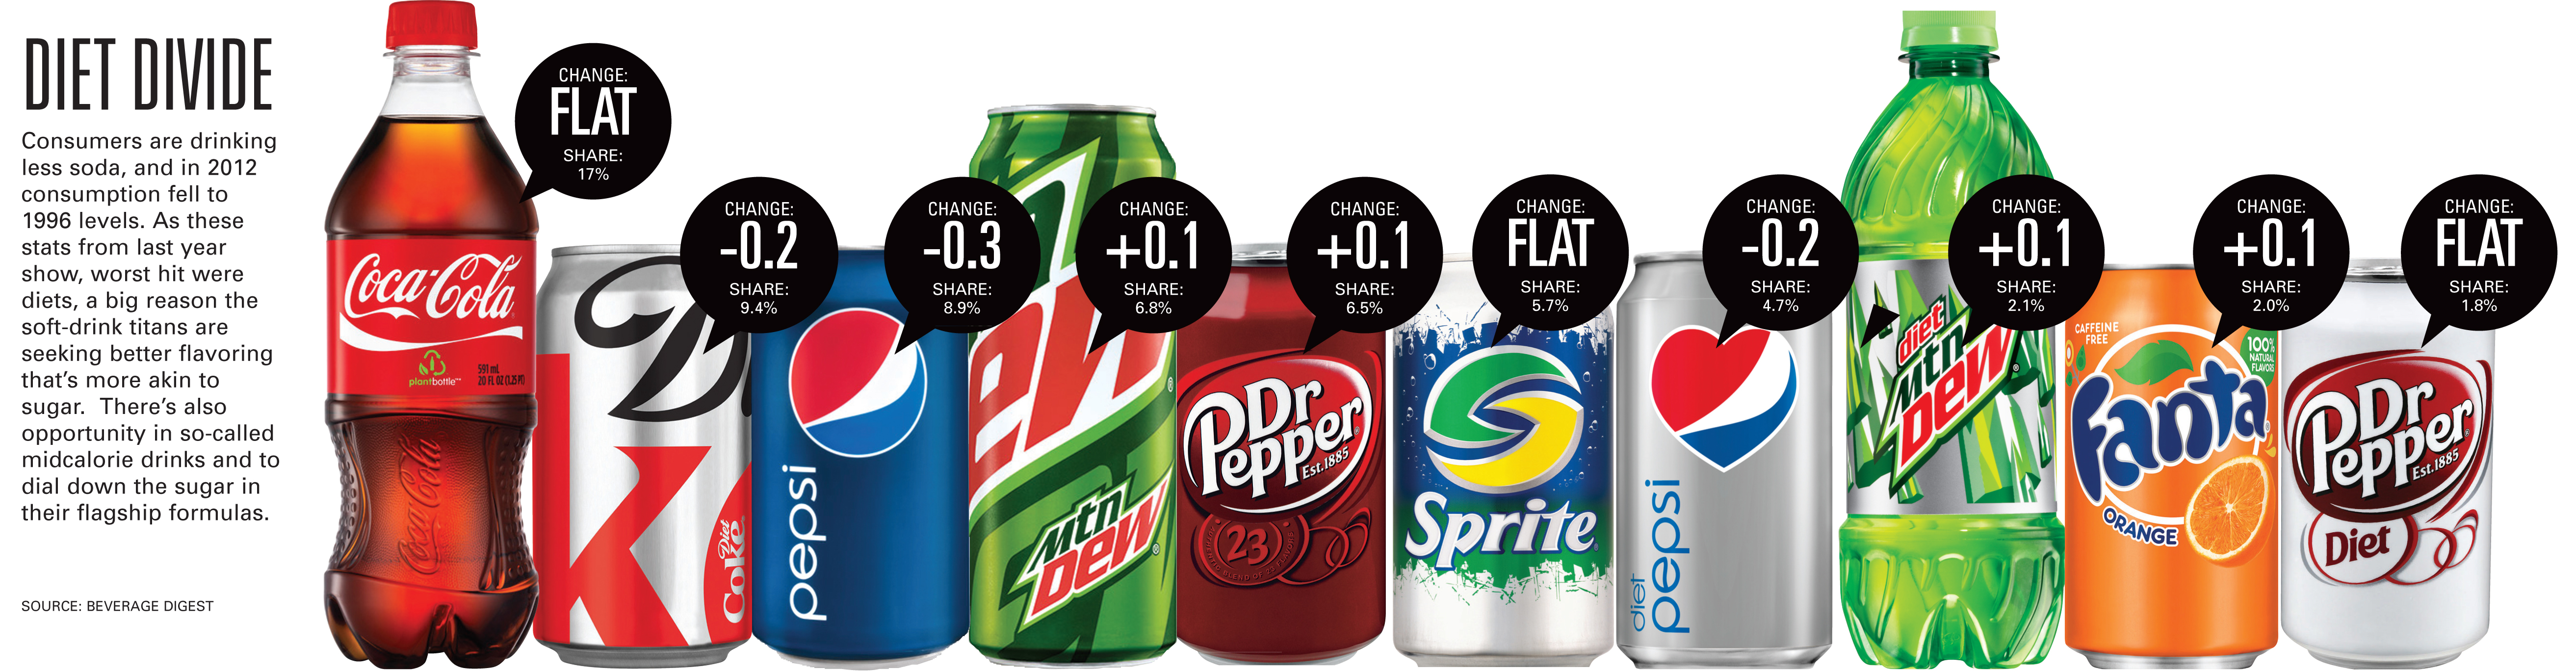 DIET DIVIDE
Consumers are drinking
less soda, and in 2012
consumption fell to
1996 levels. As these
stats from last year
show, worst hit were
diets, a big reason the
soft-drink titans are
seeking better flavoring
that's more akin to
sugar.  There's also
opportunity in so-called
midcalorie drinks and to
dial down the sugar in
their flagship formulas.
SOURCE: BEVERAGE DIGEST
CHANGE:
FLAT
SHARE:
17%
Coca-Cola
plantbottle™
591 mL
20 FL OZ (1.25 PT)
Coca-Cola
CHANGE:
-0.2
SHARE:
9.4%
D
K
Diet
Coke
CHANGE:
-0.3
SHARE:
8.9%
pepsi
CHANGE:
+0.1
SHARE:
6.8%
Dew
®
Mtn
Dew®
CHANGE:
+0.1
SHARE:
6.5%
Dr
Pepper®
Est.1885
23
CHANGE:
FLAT
SHARE:
5.7%
Sprite®
CHANGE:
-0.2
SHARE:
4.7%
diet
pepsi
CHANGE:
+0.1
SHARE:
2.1%
diet
Mtn
Dew®
CHANGE:
+0.1
SHARE:
2.0%
CAFFEINE
FREE
100%
NATURAL
FLAVORS
Fanta®
ORANGE
CHANGE:
FLAT
SHARE:
1.8%
Dr
Pepper®
Est.1885
Diet